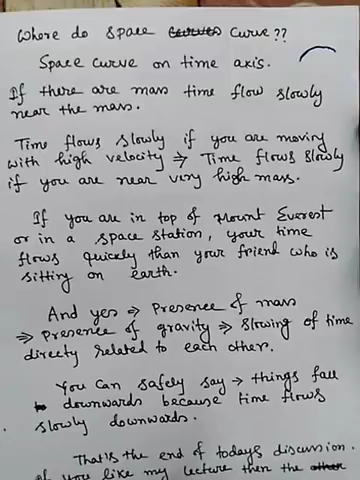 Where do space curve curve??
Space curve on time axis.
If there are mass time flow slowly
near the mass.
Time flows slowly if you are moving
with high velocity ⇒ Time flows slowly
if you are near very high mass.
If you are in top of Mount Everest
or in a space station, your time
flows quickly than your friend who is
sitting on earth.
And yes ⇒ Presence of mass
⇒ Presence of gravity ⇒ Slowing of time
directly related to each other.
You can safely say → things fall
downwards because time flows
slowly downwards.
That's the end of todays discussion.
If you like my lecture then the other